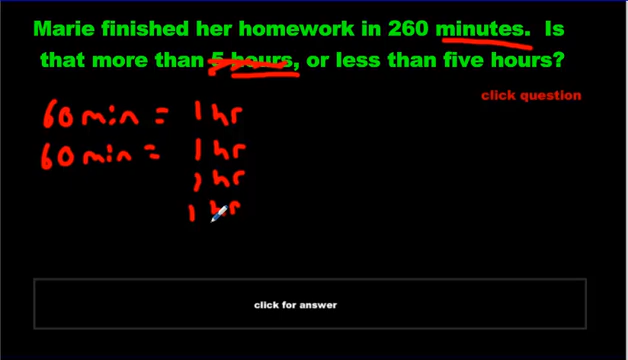 Marie finished her homework in 260 minutes. Is
that more than 5 hours, or less than five hours?
click question
60 min = 1 hr
60 min = 1 hr
1 hr
1 hr
click for answer